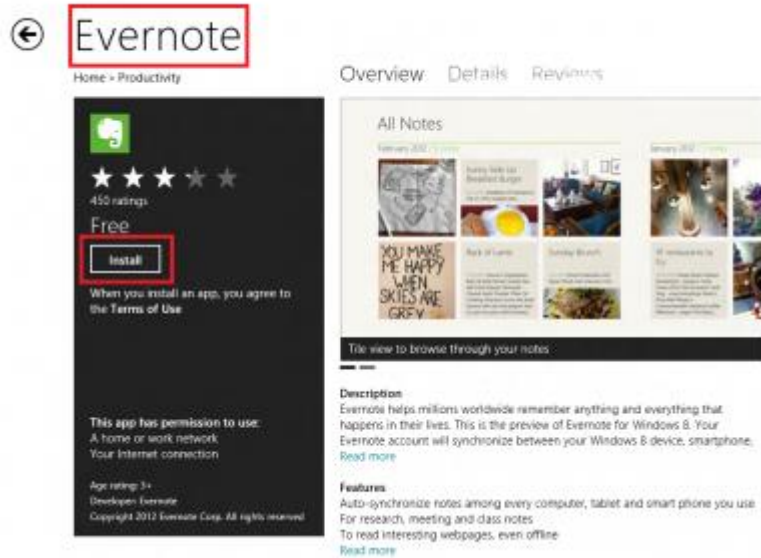 Evernote
Home » Productivity
450 ratings
Free
Install
When you install an app, you agree to
the Terms of Use
This app has permission to use:
A home or work network
Your Internet connection
Age rating: 3+
Developer: Evernote
Copyright 2012 Evernote Corp. All rights reserved
Overview Details Reviews
All Notes
February 2012
YOU MAKE
ME HAPPY
WHEN
SKIES ARE
GREY
Rack of Lamb
Sunday Brunch
Tile view to browse through your notes
Description
Evernote helps millions worldwide remember anything and everything that
happens in their lives. This is the preview of Evernote for Windows 8. Your
Evernote account will synchronize between your Windows 8 device, smartphone,
Read more
Features
Auto-synchronize notes among every computer, tablet and smart phone you use
For research, meeting and class notes
To read interesting webpages, even offline
Read more